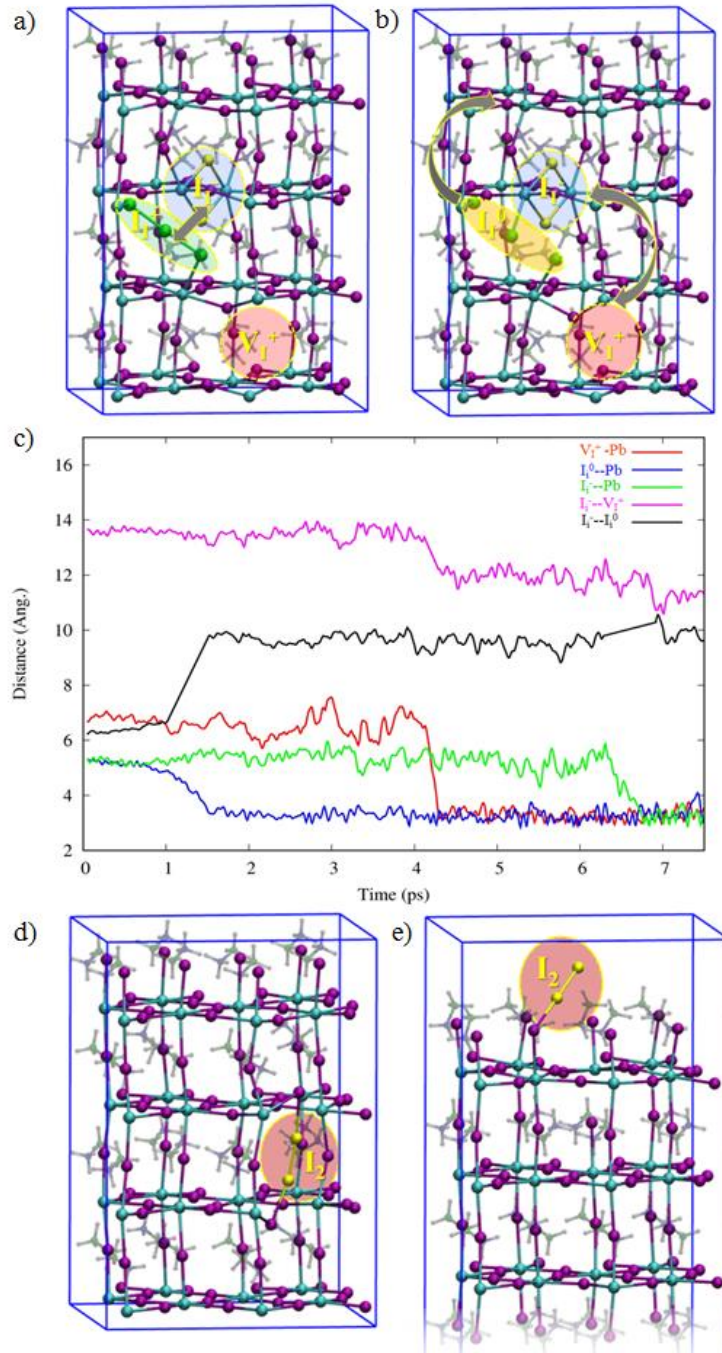 a)
b)
I_i^-
I_i^+
V_I^+
I_i^-
I_i^0
V_I^+
c)
V_I^+-Pb
I_i^0--Pb
I_i^---Pb
I_i^---V_I^+
I_i^---I_i^0
16
14
12
10
8
6
4
2
Distance (Ang.)
0
1
2
3
4
5
6
7
Time (ps)
d)
e)
I_2
I_2